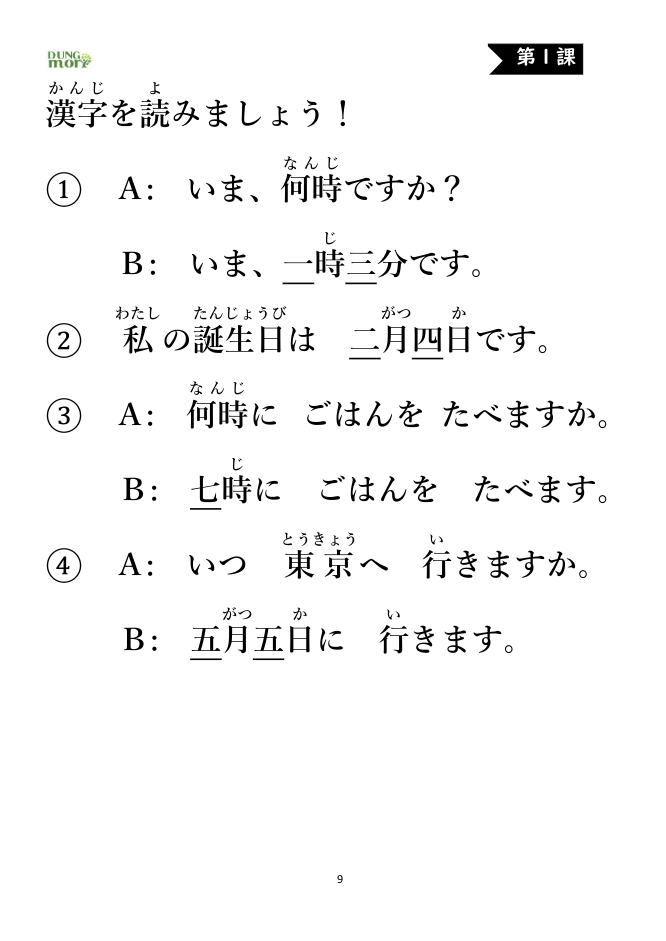 DUNG
mori
第1課
かんじ よ
漢字を読みましょう！
なんじ
① A: いま、何時ですか？
じ
B: いま、一時三分です。
わたし たんじょうび がつ か
② 私の誕生日は 二月四日です。
なんじ
③ A: 何時に ごはんを たべますか。
じ
B: 七時に ごはんを たべます。
とうきょう い
④ A: いつ 東京へ 行きますか。
がつ か い
B: 五月五日に 行きます。
9